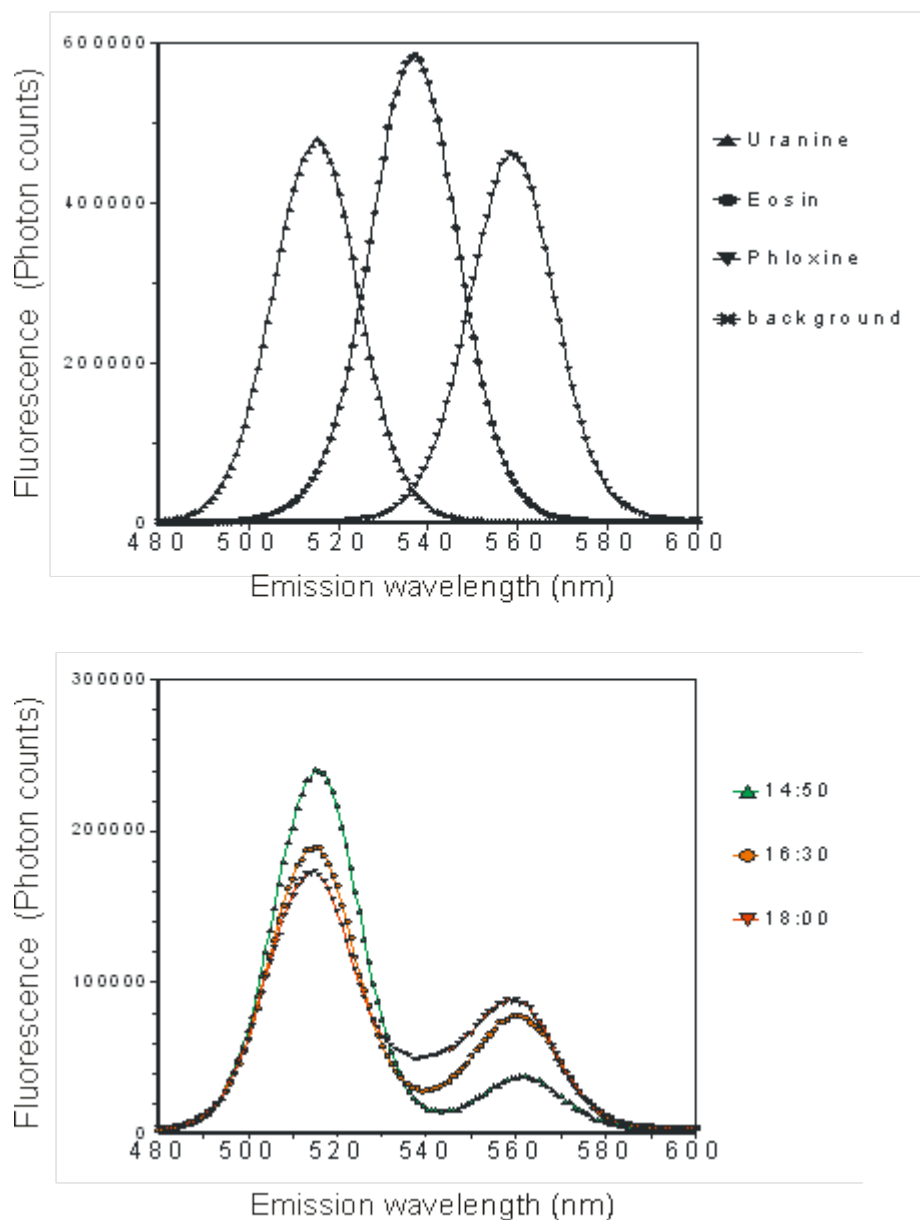 600000
400000
200000
0
Fluorescence (Photon counts)
480 500 520 540 560 580 600
Emission wavelength (nm)
Uranine
Eosin
Phloxine
background
300000
200000
100000
0
Fluorescence (Photon counts)
480 500 520 540 560 580 600
Emission wavelength (nm)
14:50
16:30
18:00